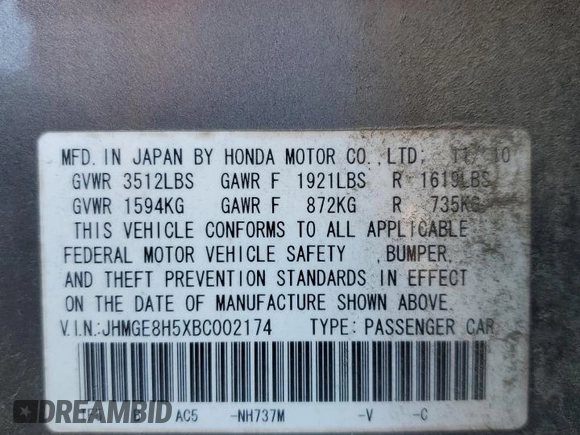 MFD. IN JAPAN BY HONDA MOTOR CO.,LTD. 11/10
GVWR 3512LBS GAWR F 1921LBS R 1619LBS
GVWR 1594KG GAWR F 872KG R 735KG
THIS VEHICLE CONFORMS TO ALL APPLICABLE
FEDERAL MOTOR VEHICLE SAFETY ,BUMPER,
AND THEFT PREVENTION STANDARDS IN EFFECT
ON THE DATE OF MANUFACTURE SHOWN ABOVE.
V.I.N.:JHMGE8H5XBC002174 TYPE: PASSENGER CAR
AC5 -NH737M -V -C
DREAMBID